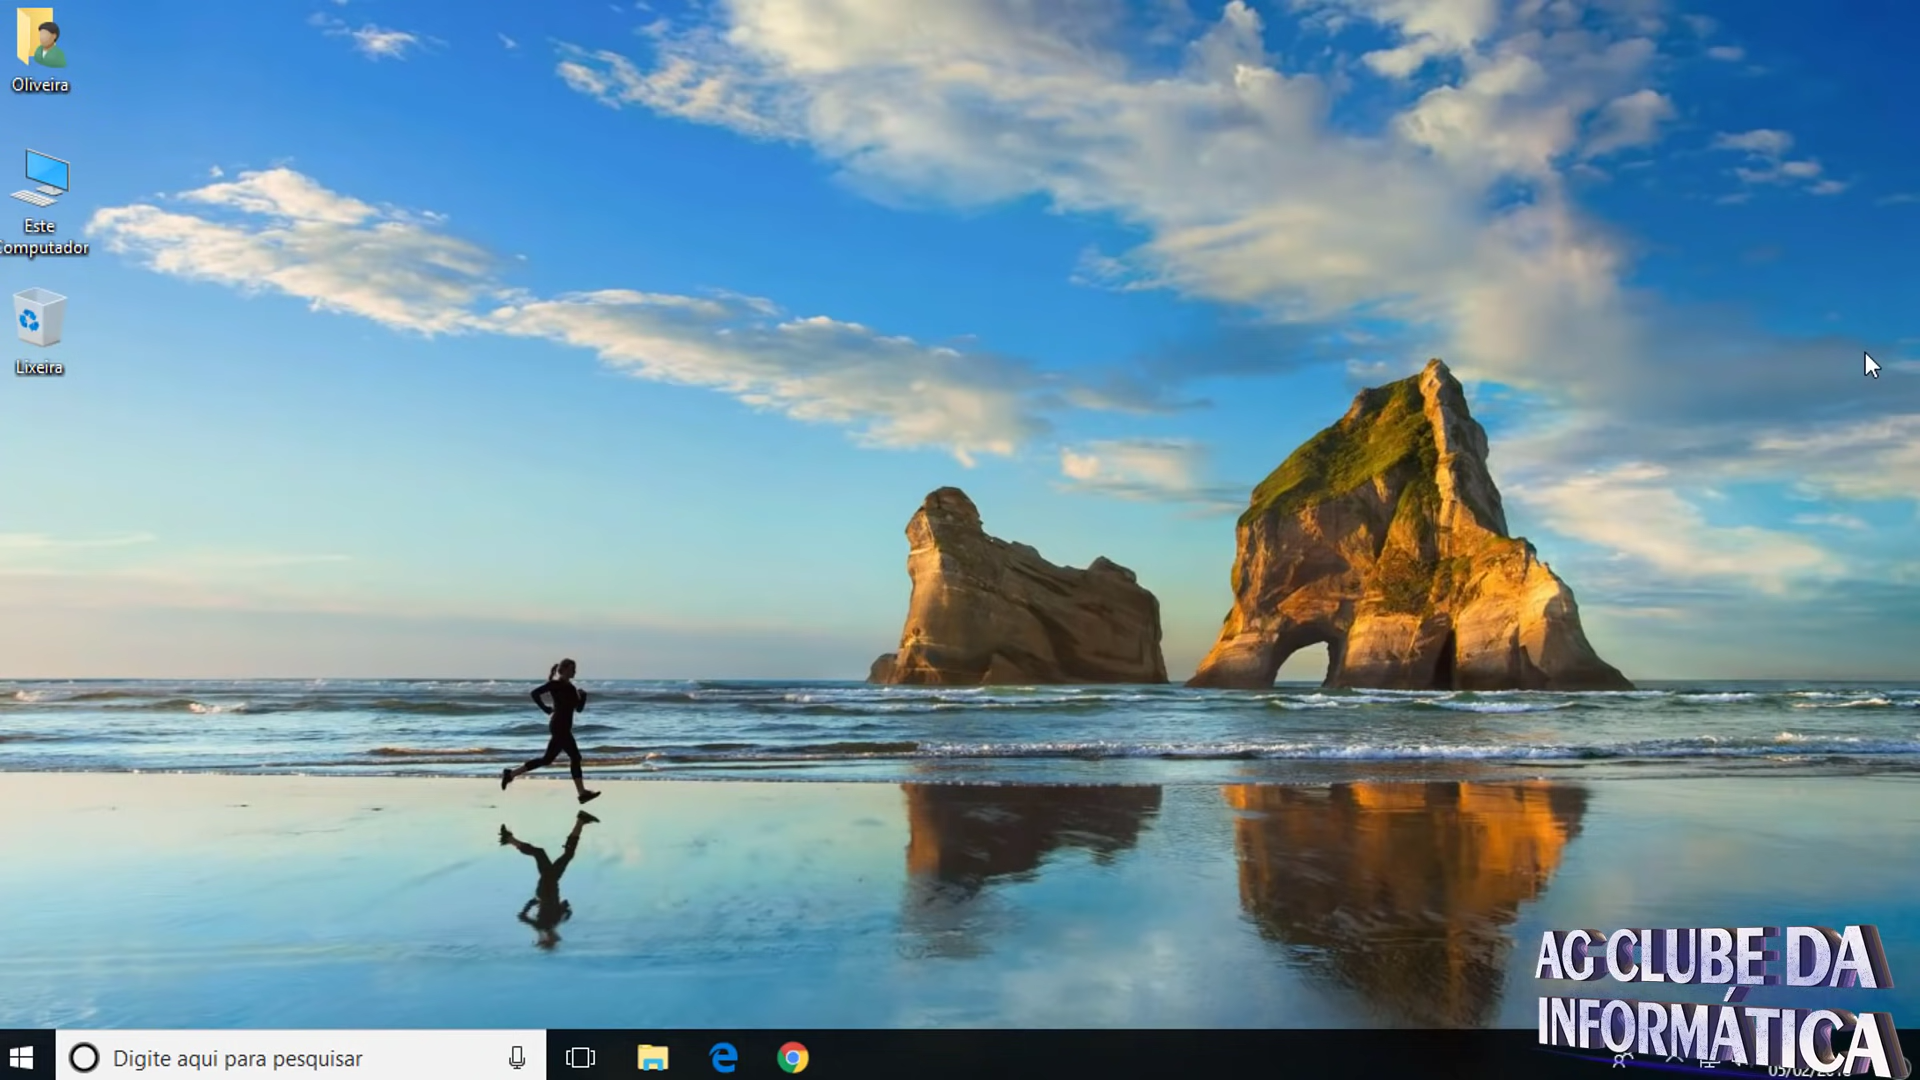 Oliveira
Este
Computador
Lixeira
AG CLUBE DA
INFORMÁTICA
Digite aqui para pesquisar